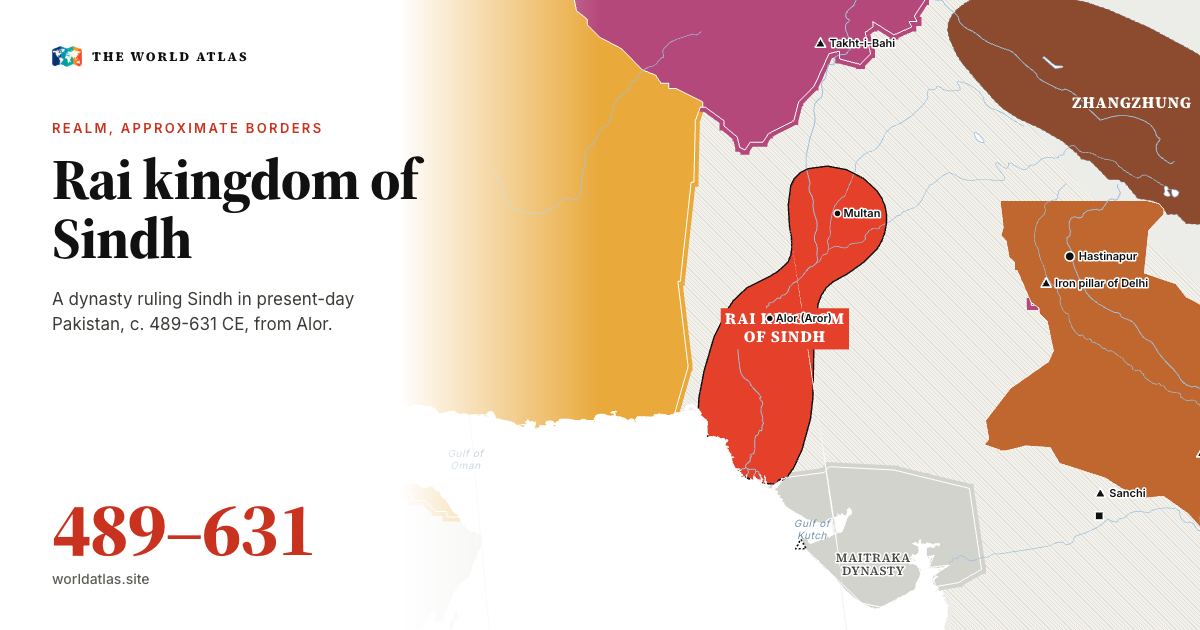 THE WORLD ATLAS
REALM, APPROXIMATE BORDERS
Rai kingdom of
Sindh
A dynasty ruling Sindh in present-day
Pakistan, c. 489-631 CE, from Alor.
489–631
worldatlas.site
Takht-i-Bahi
ZHANGZHUNG
Multan
Hastinapur
Iron pillar of Delhi
Alor (Aror)
RAI
OF SINDH
Gulf of
Oman
Sanchi
Gulf of
Kutch
MAITRAKA
DYNASTY